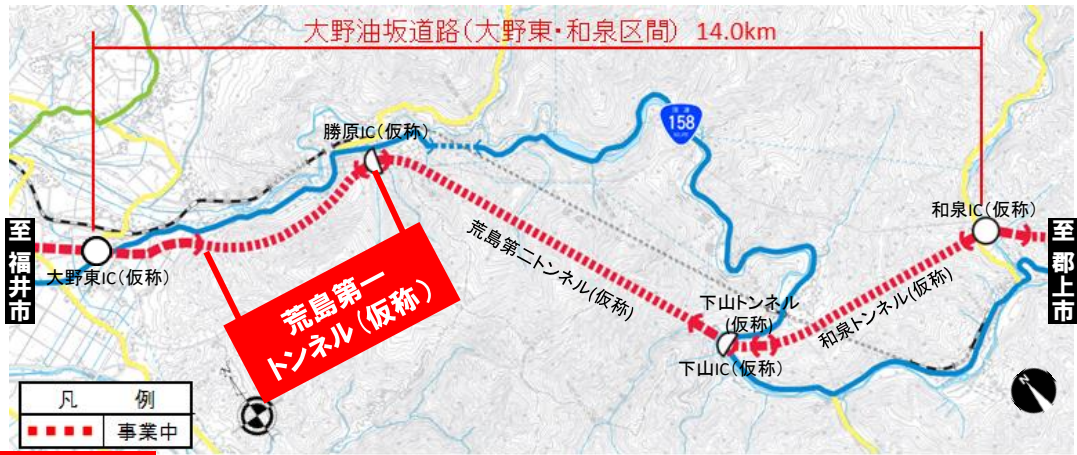 大野油坂道路(大野東・和泉区間) 14.0km
158
勝原IC(仮称)
和泉IC(仮称)
至 福井市
至 郡上市
大野東IC(仮称)
荒島第一
トンネル(仮称)
荒島第二トンネル(仮称)
下山トンネル
(仮称)
和泉トンネル(仮称)
下山IC(仮称)
凡 例
事業中
N
N